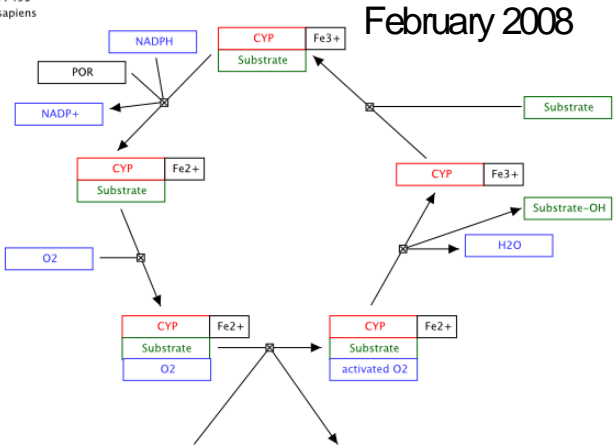 sapiens
February 2008
NADPH
CYP Fe3+
Substrate
POR
NADP+
Substrate
CYP Fe2+
Substrate
CYP Fe3+
Substrate-OH
H2O
O2
CYP Fe2+
Substrate
O2
CYP Fe2+
Substrate
activated O2